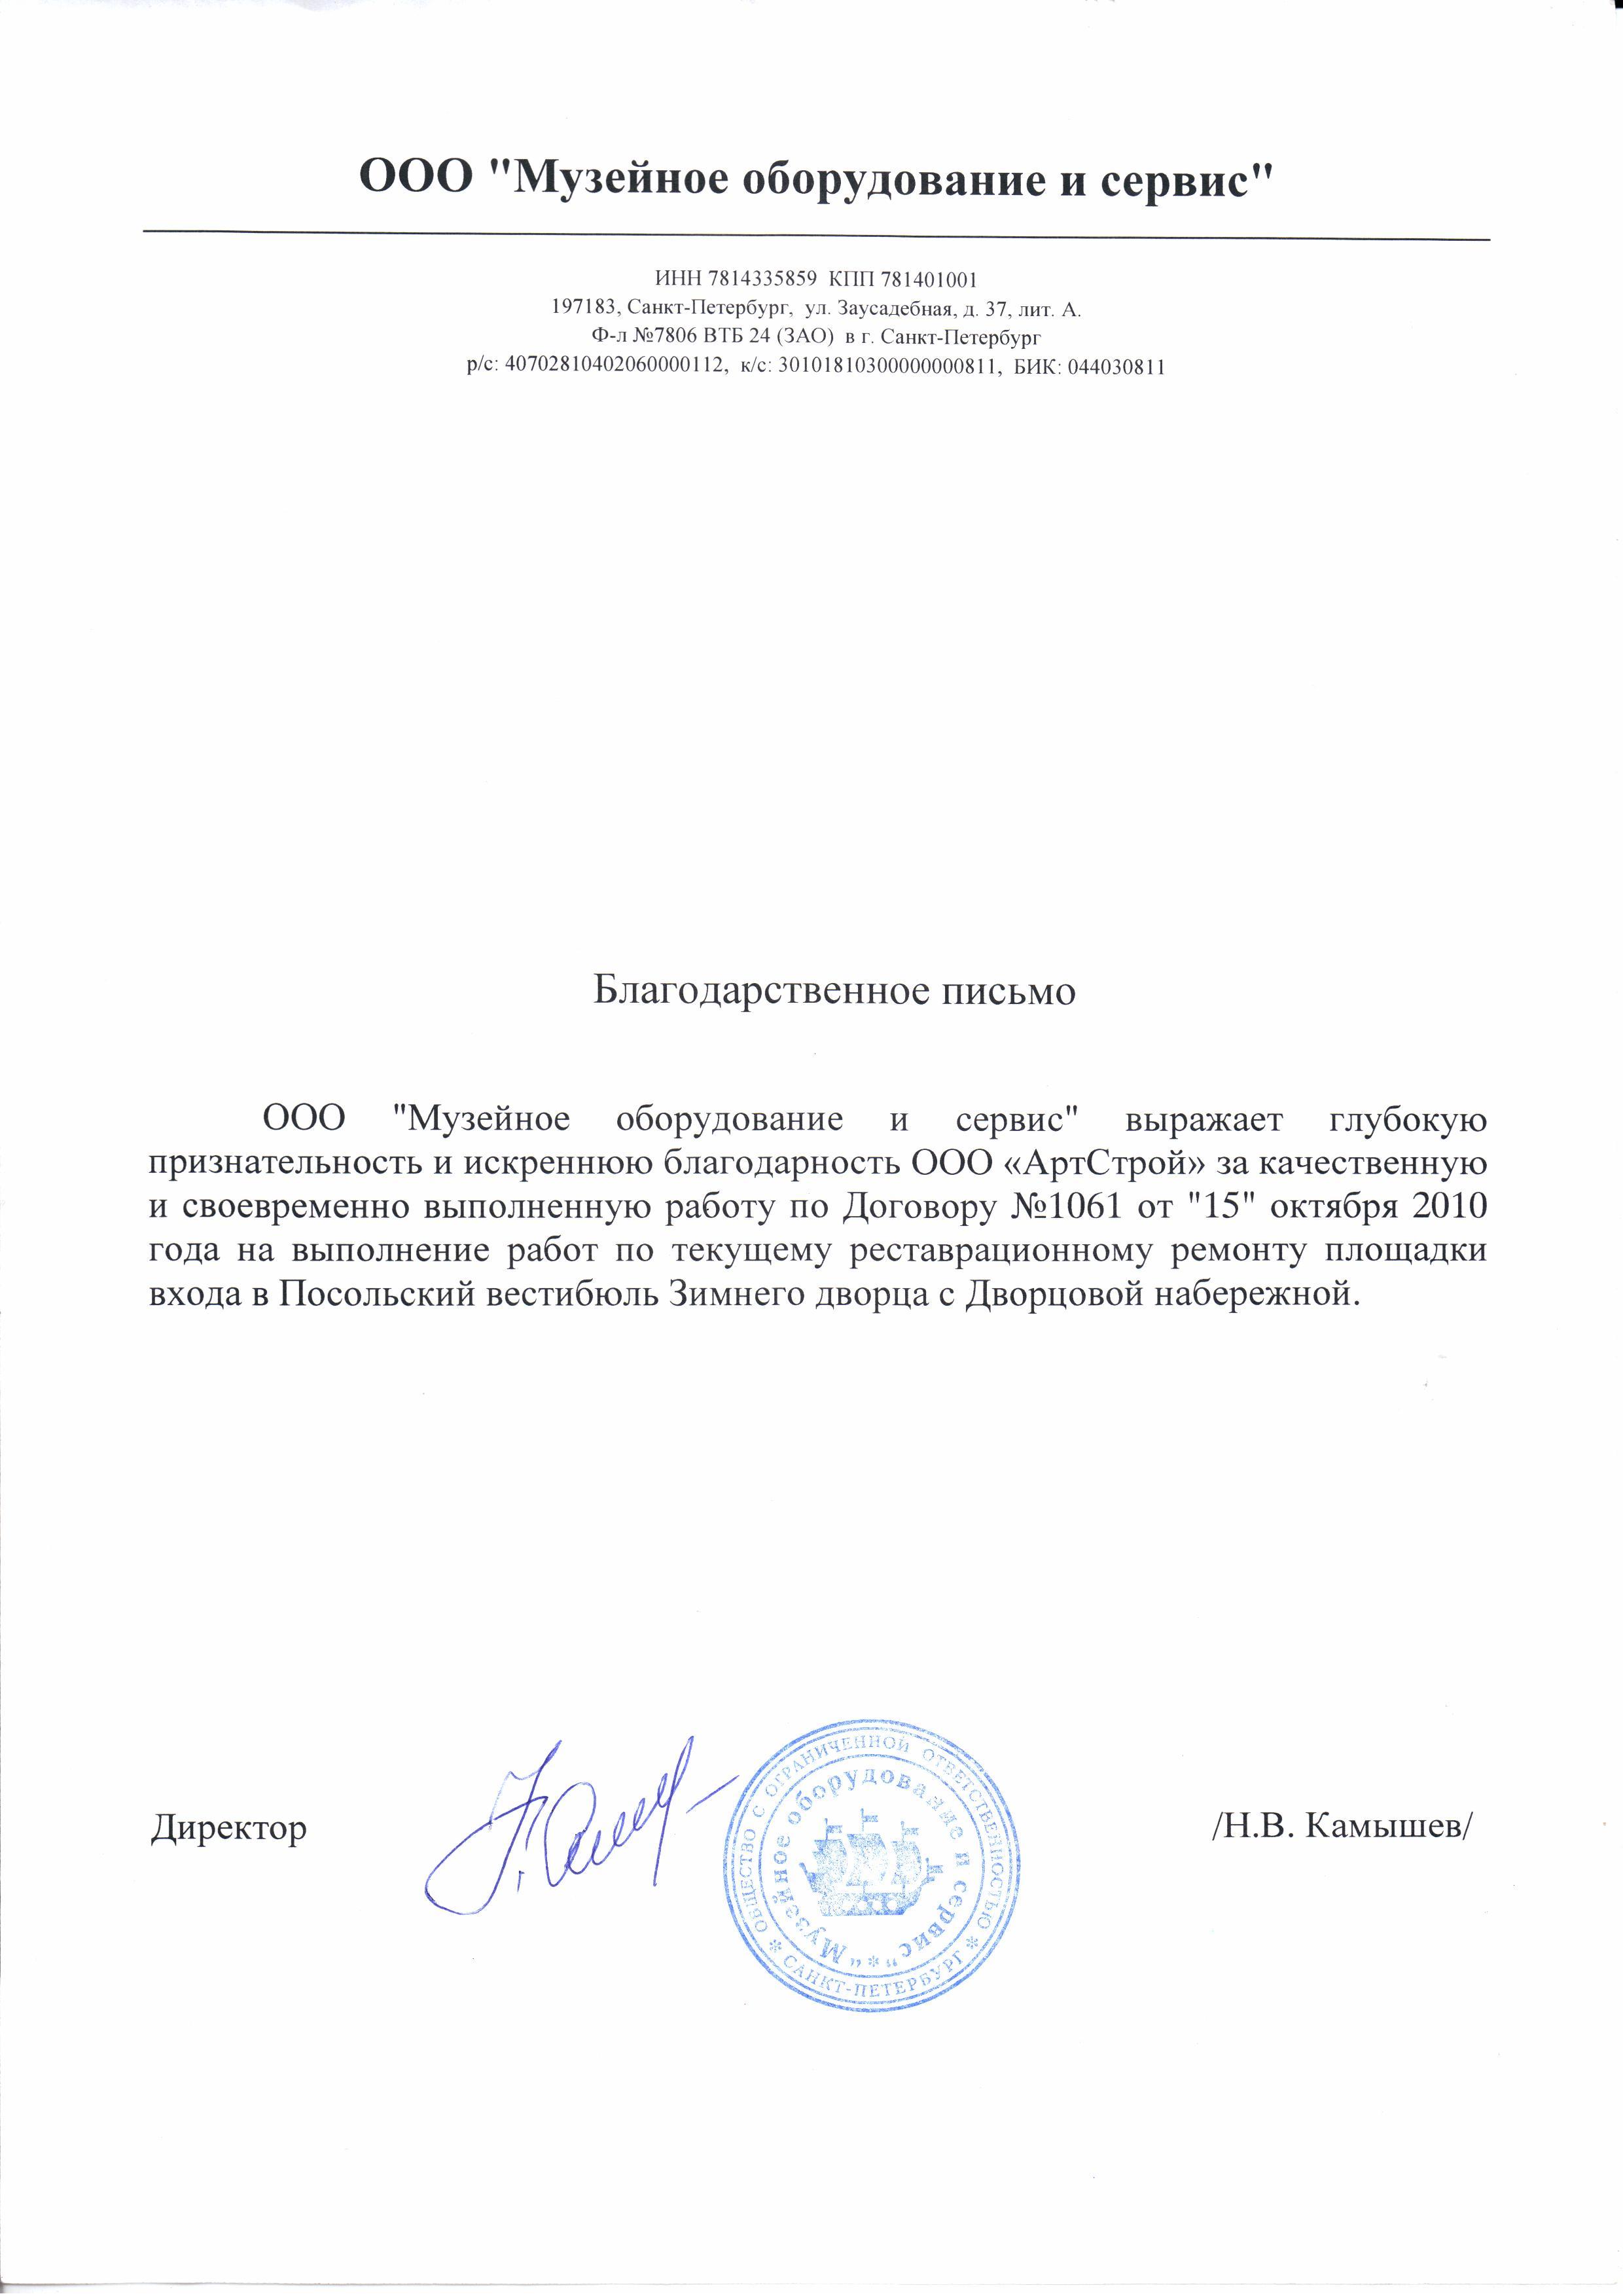 ООО "Музейное оборудование и сервис"
ИНН 7814335859 КПП 781401001
197183, Санкт-Петербург, ул. Заусадебная, д. 37, лит. А.
Ф-л №7806 ВТБ 24 (ЗАО) в г. Санкт-Петербург
р/с: 40702810402060000112, к/с: 30101810300000000811, БИК: 044030811
Благодарственное письмо
ООО "Музейное оборудование и сервис" выражает глубокую
признательность и искреннюю благодарность ООО «АртСтрой» за качественную
и своевременно выполненную работу по Договору №1061 от "15" октября 2010
года на выполнение работ по текущему реставрационному ремонту площадки
входа в Посольский вестибюль Зимнего дворца с Дворцовой набережной.
Директор
/Н.В. Камышев/
ОБЩЕСТВО С ОГРАНИЧЕННОЙ ОТВЕТСТВЕННОСТЬЮ
* САНКТ-ПЕТЕРБУРГ *
"Музейное оборудование и сервис" *